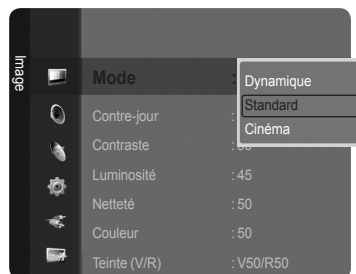 Image
Mode :
Dynamique
Standard
Cinéma
Contre-jour :
Contraste :
Luminosité : 45
Netteté : 50
Couleur : 50
Teinte (V/R) : V50/R50